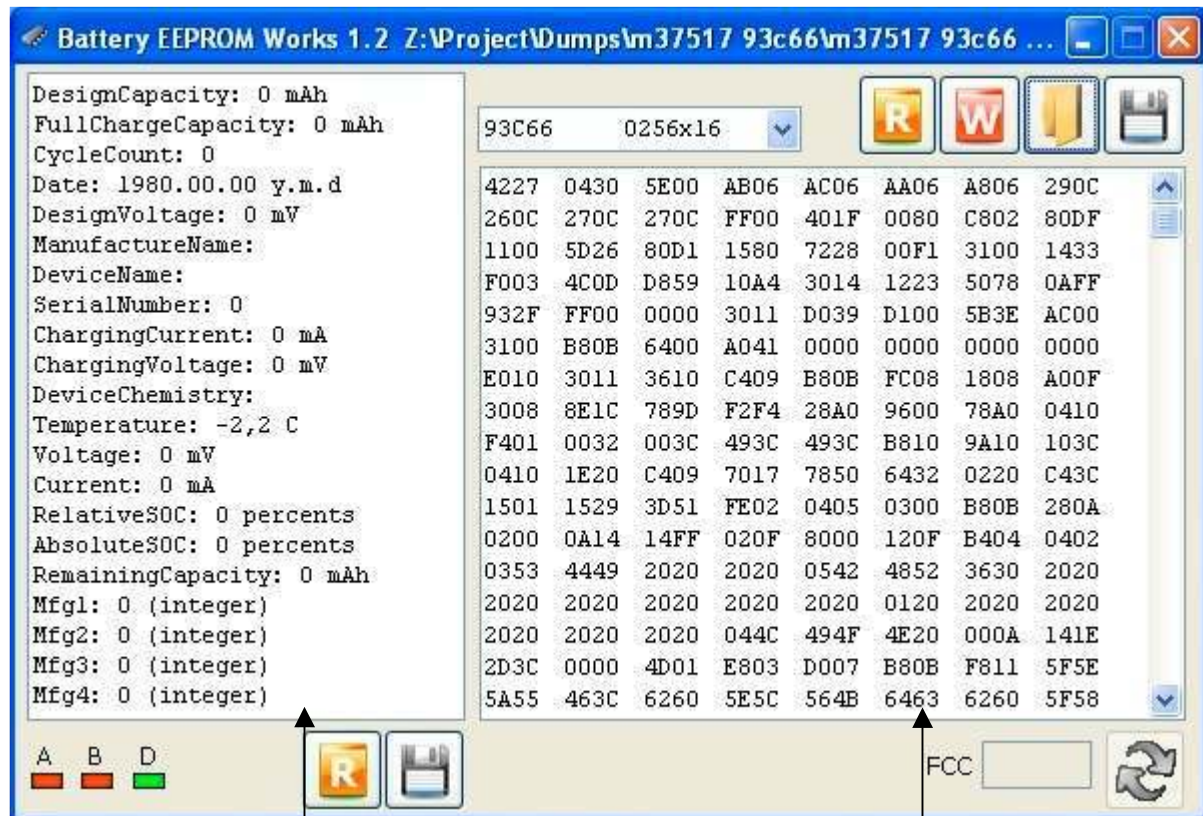 Battery EEPROM Works 1.2 Z:\Project\Dumps\m37517 93c66\m37517 93c66 ...
DesignCapacity: 0 mAh
FullChargeCapacity: 0 mAh
CycleCount: 0
Date: 1980.00.00 y.m.d
DesignVoltage: 0 mV
ManufactureName:
DeviceName:
SerialNumber: 0
ChargingCurrent: 0 mA
ChargingVoltage: 0 mV
DeviceChemistry:
Temperature: -2,2 C
Voltage: 0 mV
Current: 0 mA
RelativeSOC: 0 percents
AbsoluteSOC: 0 percents
RemainingCapacity: 0 mAh
Mfg1: 0 (integer)
Mfg2: 0 (integer)
Mfg3: 0 (integer)
Mfg4: 0 (integer)
A B D
R
93C66 0256x16
R W
4227 0430 5E00 AB06 AC06 AA06 A806 290C
260C 270C 270C FF00 401F 0080 C802 80DF
1100 5D26 80D1 1580 7228 00F1 3100 1433
F003 4C0D D859 10A4 3014 1223 5078 0AFF
932F FF00 0000 3011 D039 D100 5B3E AC00
3100 B80B 6400 A041 0000 0000 0000 0000
E010 3011 3610 C409 B80B FC08 1808 A00F
3008 8E1C 789D F2F4 28A0 9600 78A0 0410
F401 0032 003C 493C 493C B810 9A10 103C
0410 1E20 C409 7017 7850 6432 0220 C43C
1501 1529 3D51 FE02 0405 0300 B80B 280A
0200 0A14 14FF 020F 8000 120F B404 0402
0353 4449 2020 2020 0542 4852 3630 2020
2020 2020 2020 2020 2020 0120 2020 2020
2020 2020 2020 044C 494F 4E20 000A 141E
2D3C 0000 4D01 E803 D007 B80B F811 5F5E
5A55 463C 6260 5E5C 564B 6463 6260 5F58
FCC